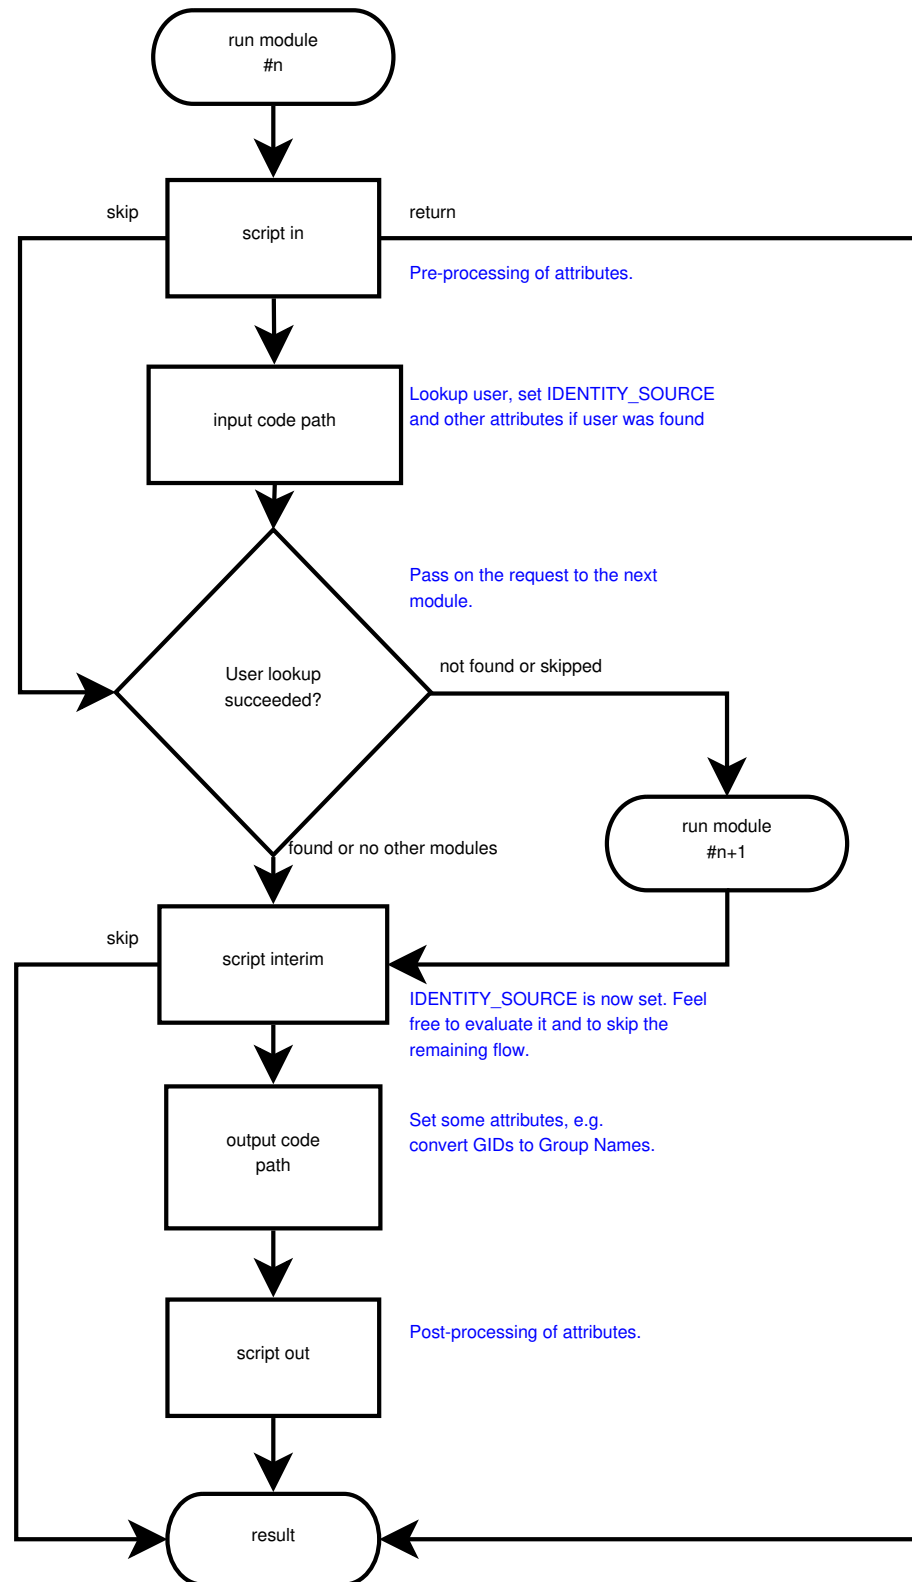 run module
#n
skip
return
script in
Pre-processing of attributes.
input code path
Lookup user, set IDENTITY_SOURCE
and other attributes if user was found
Pass on the request to the next
module.
User lookup
succeeded?
not found or skipped
run module
#n+1
found or no other modules
skip
script interim
IDENTITY_SOURCE is now set. Feel
free to evaluate it and to skip the
remaining flow.
output code
path
Set some attributes, e.g.
convert GIDs to Group Names.
script out
Post-processing of attributes.
result